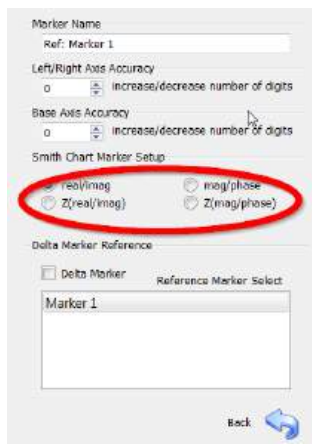 Marker Name
Ref: Marker 1
Left/Right Axis Accuracy
0 increase/decrease number of digits
Base Axis Accuracy
0 increase/decrease number of digits
Smith Chart Marker Setup
real/imag mag/phase
Z(real/imag) Z(mag/phase)
Delta Marker Reference
Delta Marker Reference Marker Select
Marker 1
Back